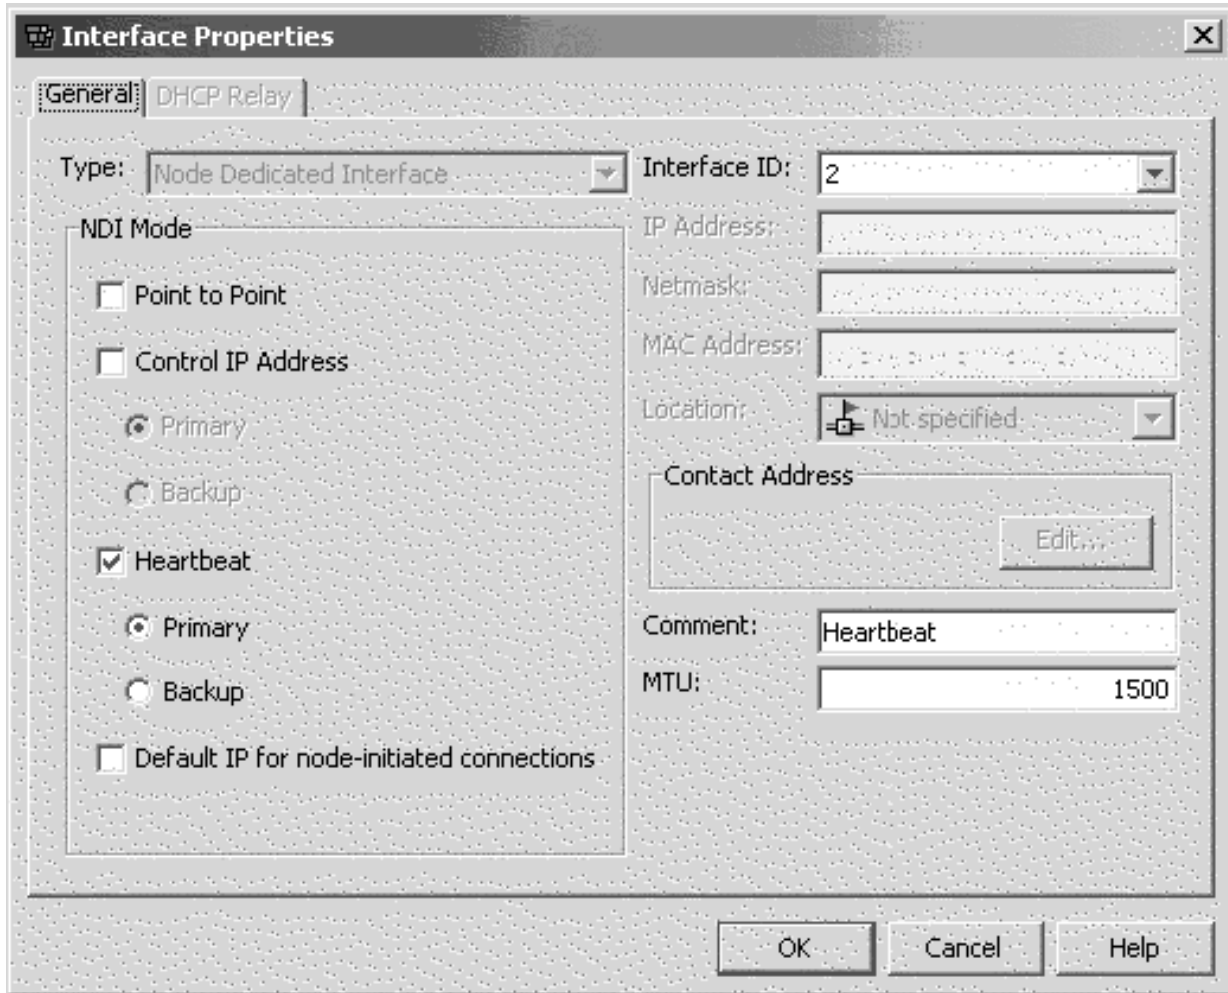 Interface Properties
General
DHCP Relay
Type:
Node Dedicated Interface
NDI Mode
Point to Point
Control IP Address
Primary
Backup
Heartbeat
Primary
Backup
Default IP for node-initiated connections
Interface ID:
2
IP Address:
Netmask:
MAC Address:
Location:
Not specified
Contact Address
Edit...
Comment:
Heartbeat
MTU:
1500
OK
Cancel
Help